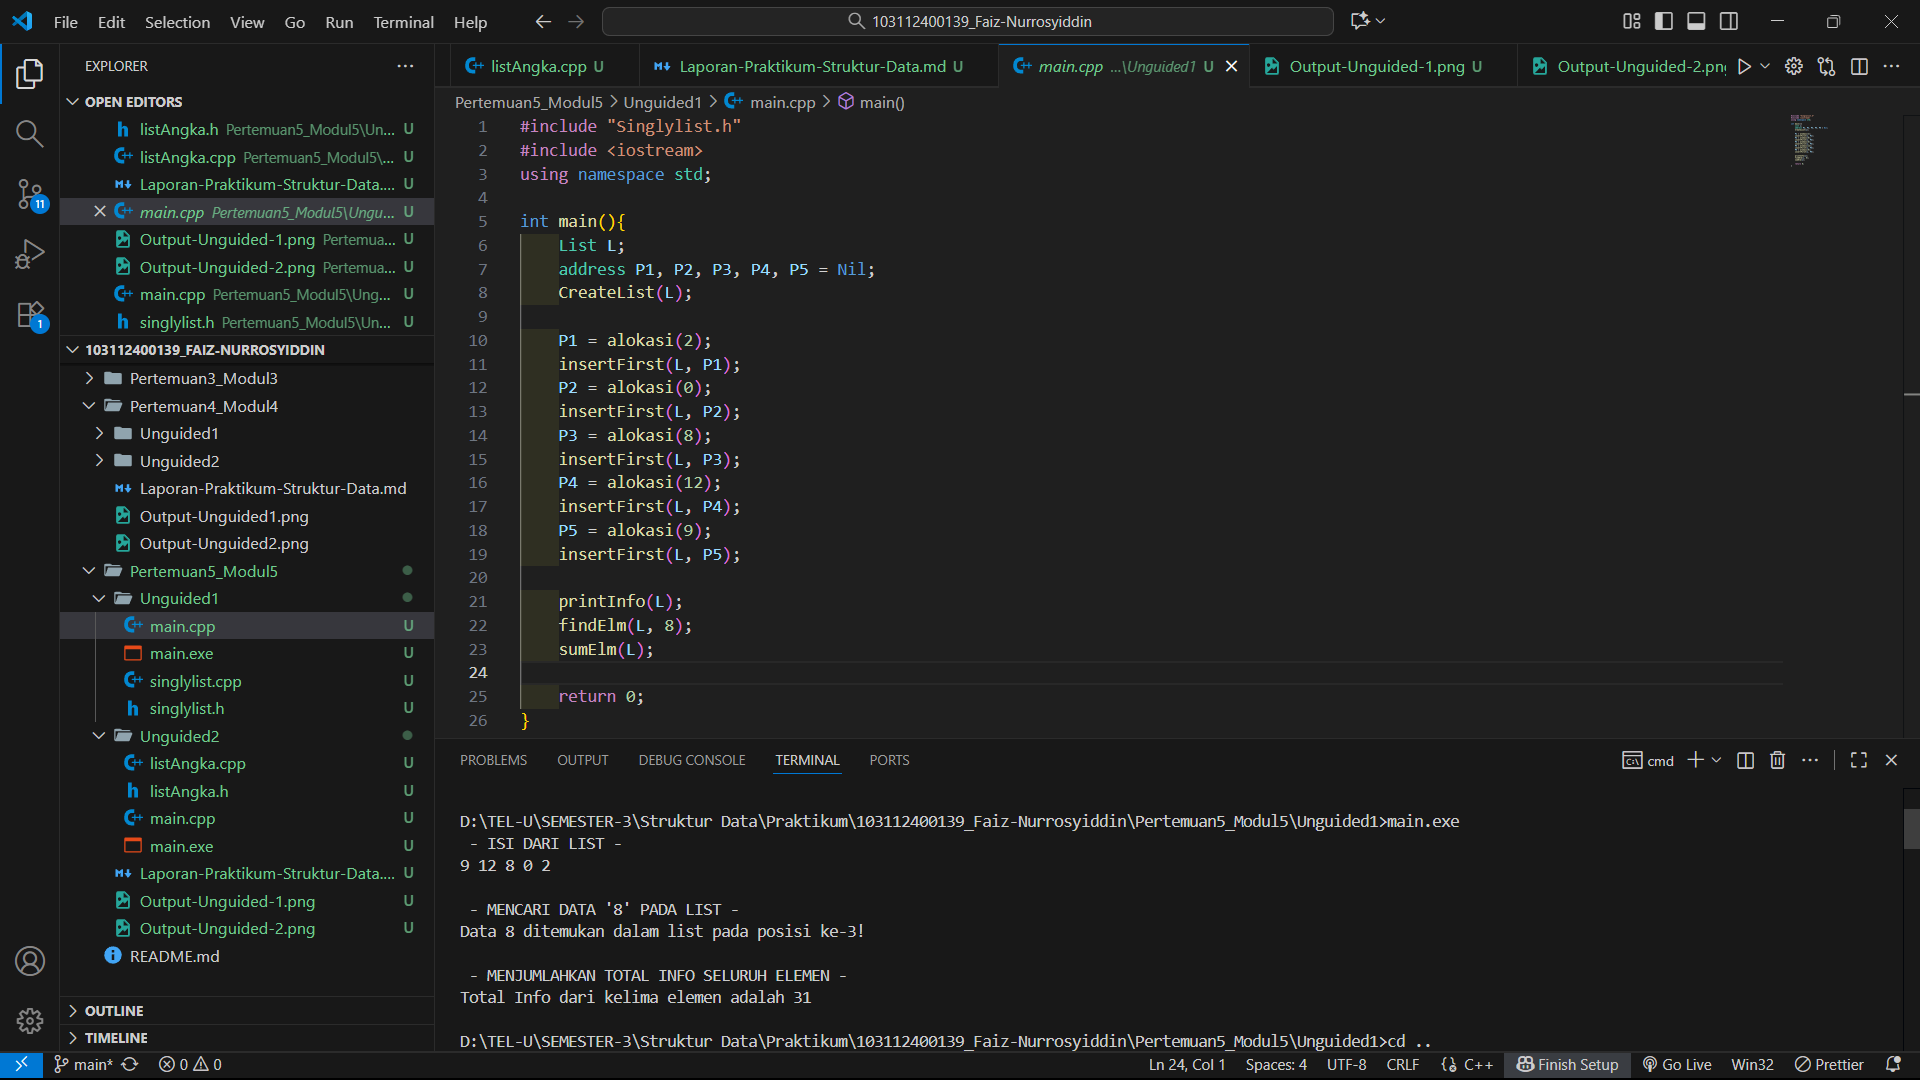 File Edit Selection View Go Run Terminal Help
103112400139_Faiz-Nurrosyiddin
EXPLORER
OPEN EDITORS
listAngka.h Pertemuan5_Modul5\Un... U
listAngka.cpp Pertemuan5_Modul5\... U
Laporan-Praktikum-Struktur-Data.... U
main.cpp Pertemuan5_Modul5\Ungu... U
Output-Unguided-1.png Pertemua... U
Output-Unguided-2.png Pertemua... U
main.cpp Pertemuan5_Modul5\Ung... U
singlylist.h Pertemuan5_Modul5\Un... U
103112400139_FAIZ-NURROSYIDDIN
Pertemuan3_Modul3
Pertemuan4_Modul4
Unguided1
Unguided2
Laporan-Praktikum-Struktur-Data.md
Output-Unguided1.png
Output-Unguided2.png
Pertemuan5_Modul5
Unguided1
main.cpp U
main.exe U
singlylist.cpp U
singlylist.h U
Unguided2
listAngka.cpp U
listAngka.h U
main.cpp U
main.exe U
Laporan-Praktikum-Struktur-Data.... U
Output-Unguided-1.png U
Output-Unguided-2.png U
README.md
OUTLINE
TIMELINE
11
1
listAngka.cpp U Laporan-Praktikum-Struktur-Data.md U main.cpp ...\Unguided1 U Output-Unguided-1.png U Output-Unguided-2.png
Pertemuan5_Modul5 > Unguided1 > main.cpp > main()
1 #include "Singlylist.h"
2 #include <iostream>
3 using namespace std;
4
5 int main(){
6 List L;
7 address P1, P2, P3, P4, P5 = Nil;
8 CreateList(L);
9
10 P1 = alokasi(2);
11 insertFirst(L, P1);
12 P2 = alokasi(0);
13 insertFirst(L, P2);
14 P3 = alokasi(8);
15 insertFirst(L, P3);
16 P4 = alokasi(12);
17 insertFirst(L, P4);
18 P5 = alokasi(9);
19 insertFirst(L, P5);
20
21 printInfo(L);
22 findElm(L, 8);
23 sumElm(L);
24
25 return 0;
26 }
PROBLEMS OUTPUT DEBUG CONSOLE TERMINAL PORTS
cmd
D:\TEL-U\SEMESTER-3\Struktur Data\Praktikum\103112400139_Faiz-Nurrosyiddin\Pertemuan5_Modul5\Unguided1>main.exe
- ISI DARI LIST -
9 12 8 0 2
- MENCARI DATA '8' PADA LIST -
Data 8 ditemukan dalam list pada posisi ke-3!
- MENJUMLAHKAN TOTAL INFO SELURUH ELEMEN -
Total Info dari kelima elemen adalah 31
D:\TEL-U\SEMESTER-3\Struktur Data\Praktikum\103112400139_Faiz-Nurrosyiddin\Pertemuan5_Modul5\Unguided1>cd ..
main* 0 0 Ln 24, Col 1 Spaces: 4 UTF-8 CRLF {} C++ Finish Setup Go Live Win32 Prettier